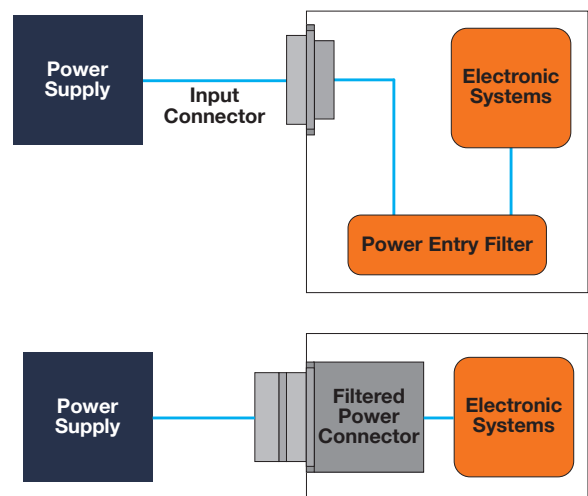 Power
Supply
Input
Connector
Electronic
Systems
Power Entry Filter
Power
Supply
Filtered
Power
Connector
Electronic
Systems